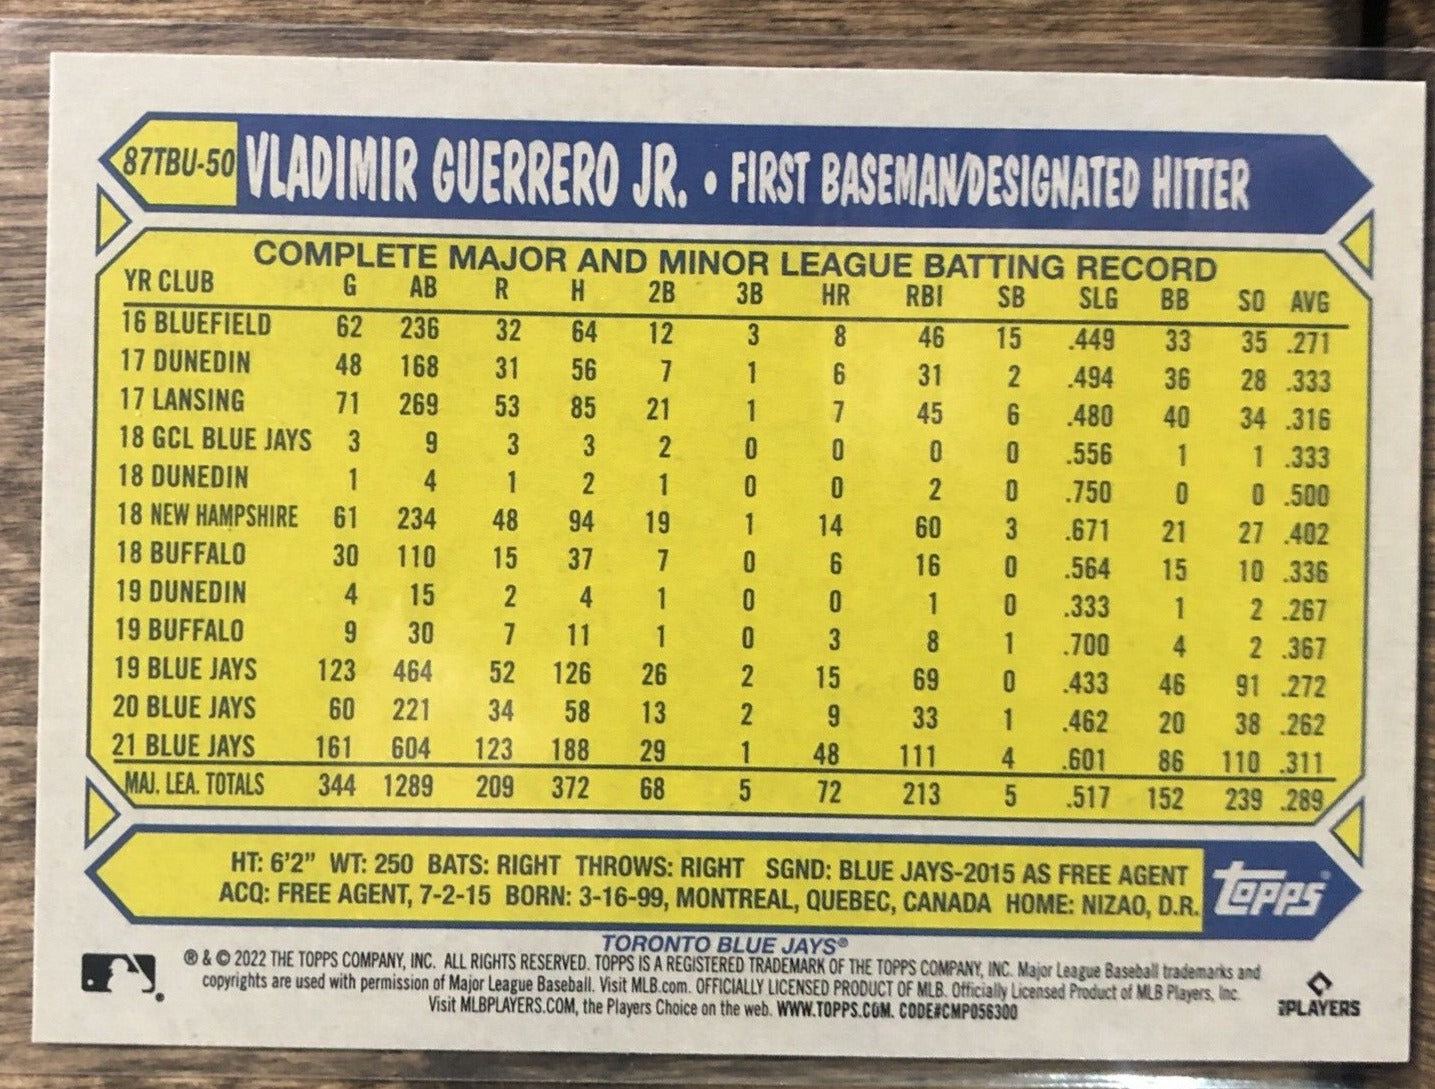 87TBU-50 VLADIMIR GUERRERO JR. • FIRST BASEMAN/DESIGNATED HITTER
COMPLETE MAJOR AND MINOR LEAGUE BATTING RECORD
YR CLUB G AB R H 2B 3B HR RBI SB SLG BB SO AVG
16 BLUEFIELD 62 236 32 64 12 3 8 46 15 .449 33 35 .271
17 DUNEDIN 48 168 31 56 7 1 6 31 2 .494 36 28 .333
17 LANSING 71 269 53 85 21 1 7 45 6 .480 40 34 .316
18 GCL BLUE JAYS 3 9 3 3 2 0 0 0 0 .556 1 1 .333
18 DUNEDIN 1 4 1 2 1 0 0 2 0 .750 0 0 .500
18 NEW HAMPSHIRE 61 234 48 94 19 1 14 60 3 .671 21 27 .402
18 BUFFALO 30 110 15 37 7 0 6 16 0 .564 15 10 .336
19 DUNEDIN 4 15 2 4 1 0 0 1 0 .333 1 2 .267
19 BUFFALO 9 30 7 11 1 0 3 8 1 .700 4 2 .367
19 BLUE JAYS 123 464 52 126 26 2 15 69 0 .433 46 91 .272
20 BLUE JAYS 60 221 34 58 13 2 9 33 1 .462 20 38 .262
21 BLUE JAYS 161 604 123 188 29 1 48 111 4 .601 86 110 .311
MAJ. LEA. TOTALS 344 1289 209 372 68 5 72 213 5 .517 152 239 .289
HT: 6'2" WT: 250 BATS: RIGHT THROWS: RIGHT SGND: BLUE JAYS-2015 AS FREE AGENT
ACQ: FREE AGENT, 7-2-15 BORN: 3-16-99, MONTREAL, QUEBEC, CANADA HOME: NIZAO, D.R.
topps®
TORONTO BLUE JAYS®
® & © 2022 THE TOPPS COMPANY, INC. ALL RIGHTS RESERVED. TOPPS IS A REGISTERED TRADEMARK OF THE TOPPS COMPANY, INC. Major League Baseball trademarks and
copyrights are used with permission of Major League Baseball. Visit MLB.com. OFFICIALLY LICENSED PRODUCT OF MLB. Officially Licensed Product of MLB Players, Inc.
Visit MLBPLAYERS.COM, the Players Choice on the web. WWW.TOPPS.COM. CODE#CMP056300
PLAYERS